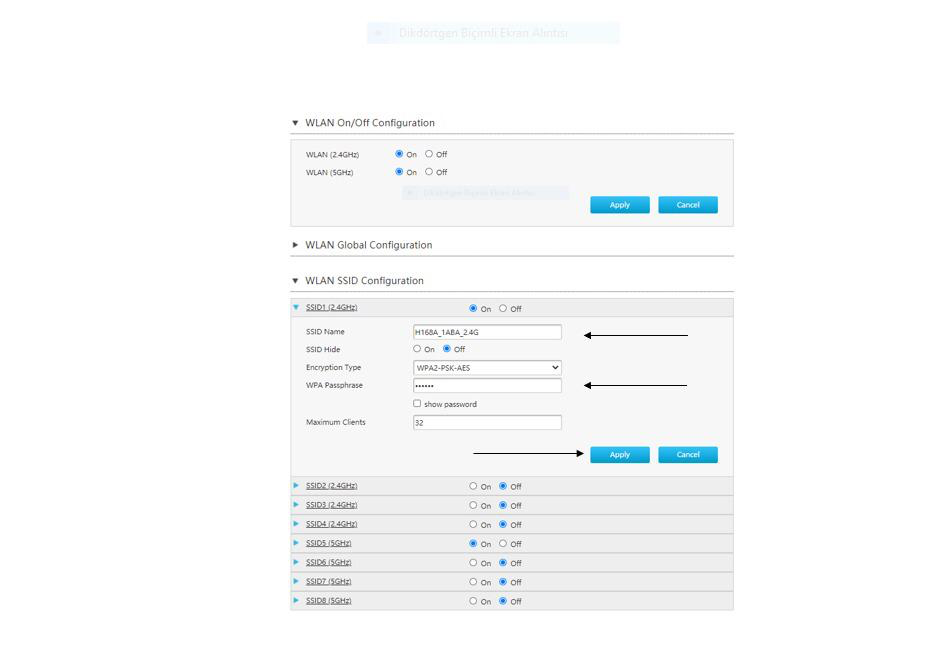 Dikdörtgen Biçimli Ekran Alıntısı
WLAN On/Off Configuration
WLAN (2.4GHz) On Off
WLAN (5GHz) On Off
Dikdörtgen Biçimli Ekran Alıntısı
Apply Cancel
WLAN Global Configuration
WLAN SSID Configuration
SSID1 (2.4GHz) On Off
SSID Name H168A_1ABA_2.4G
SSID Hide On Off
Encryption Type WPA2-PSK-AES
WPA Passphrase ••••••
show password
Maximum Clients 32
Apply Cancel
SSID2 (2.4GHz) On Off
SSID3 (2.4GHz) On Off
SSID4 (2.4GHz) On Off
SSID5 (5GHz) On Off
SSID6 (5GHz) On Off
SSID7 (5GHz) On Off
SSID8 (5GHz) On Off